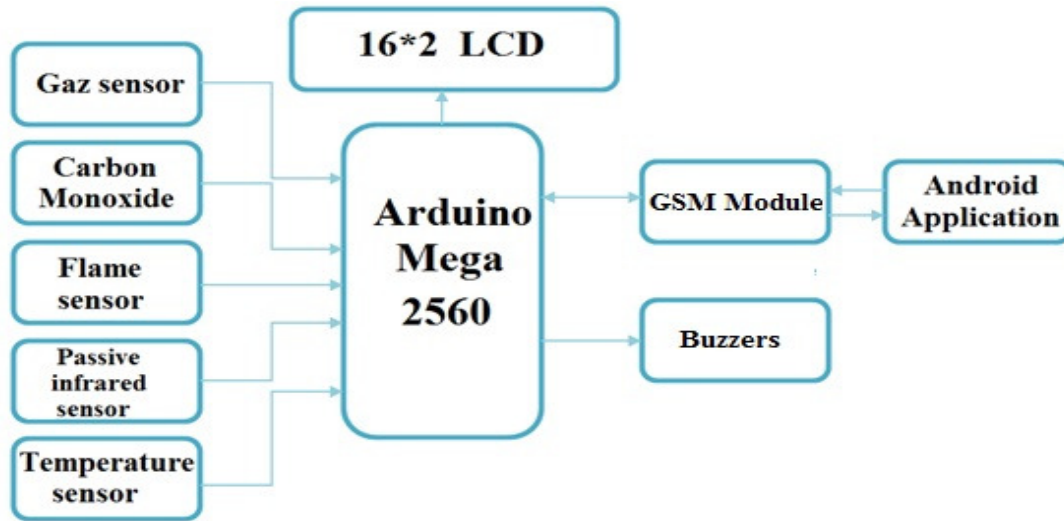 16*2 LCD
Gaz sensor
Carbon
Monoxide
Flame
sensor
Passive
infrared
sensor
Temperature
sensor
Arduino
Mega
2560
GSM Module
Buzzers
Android
Application